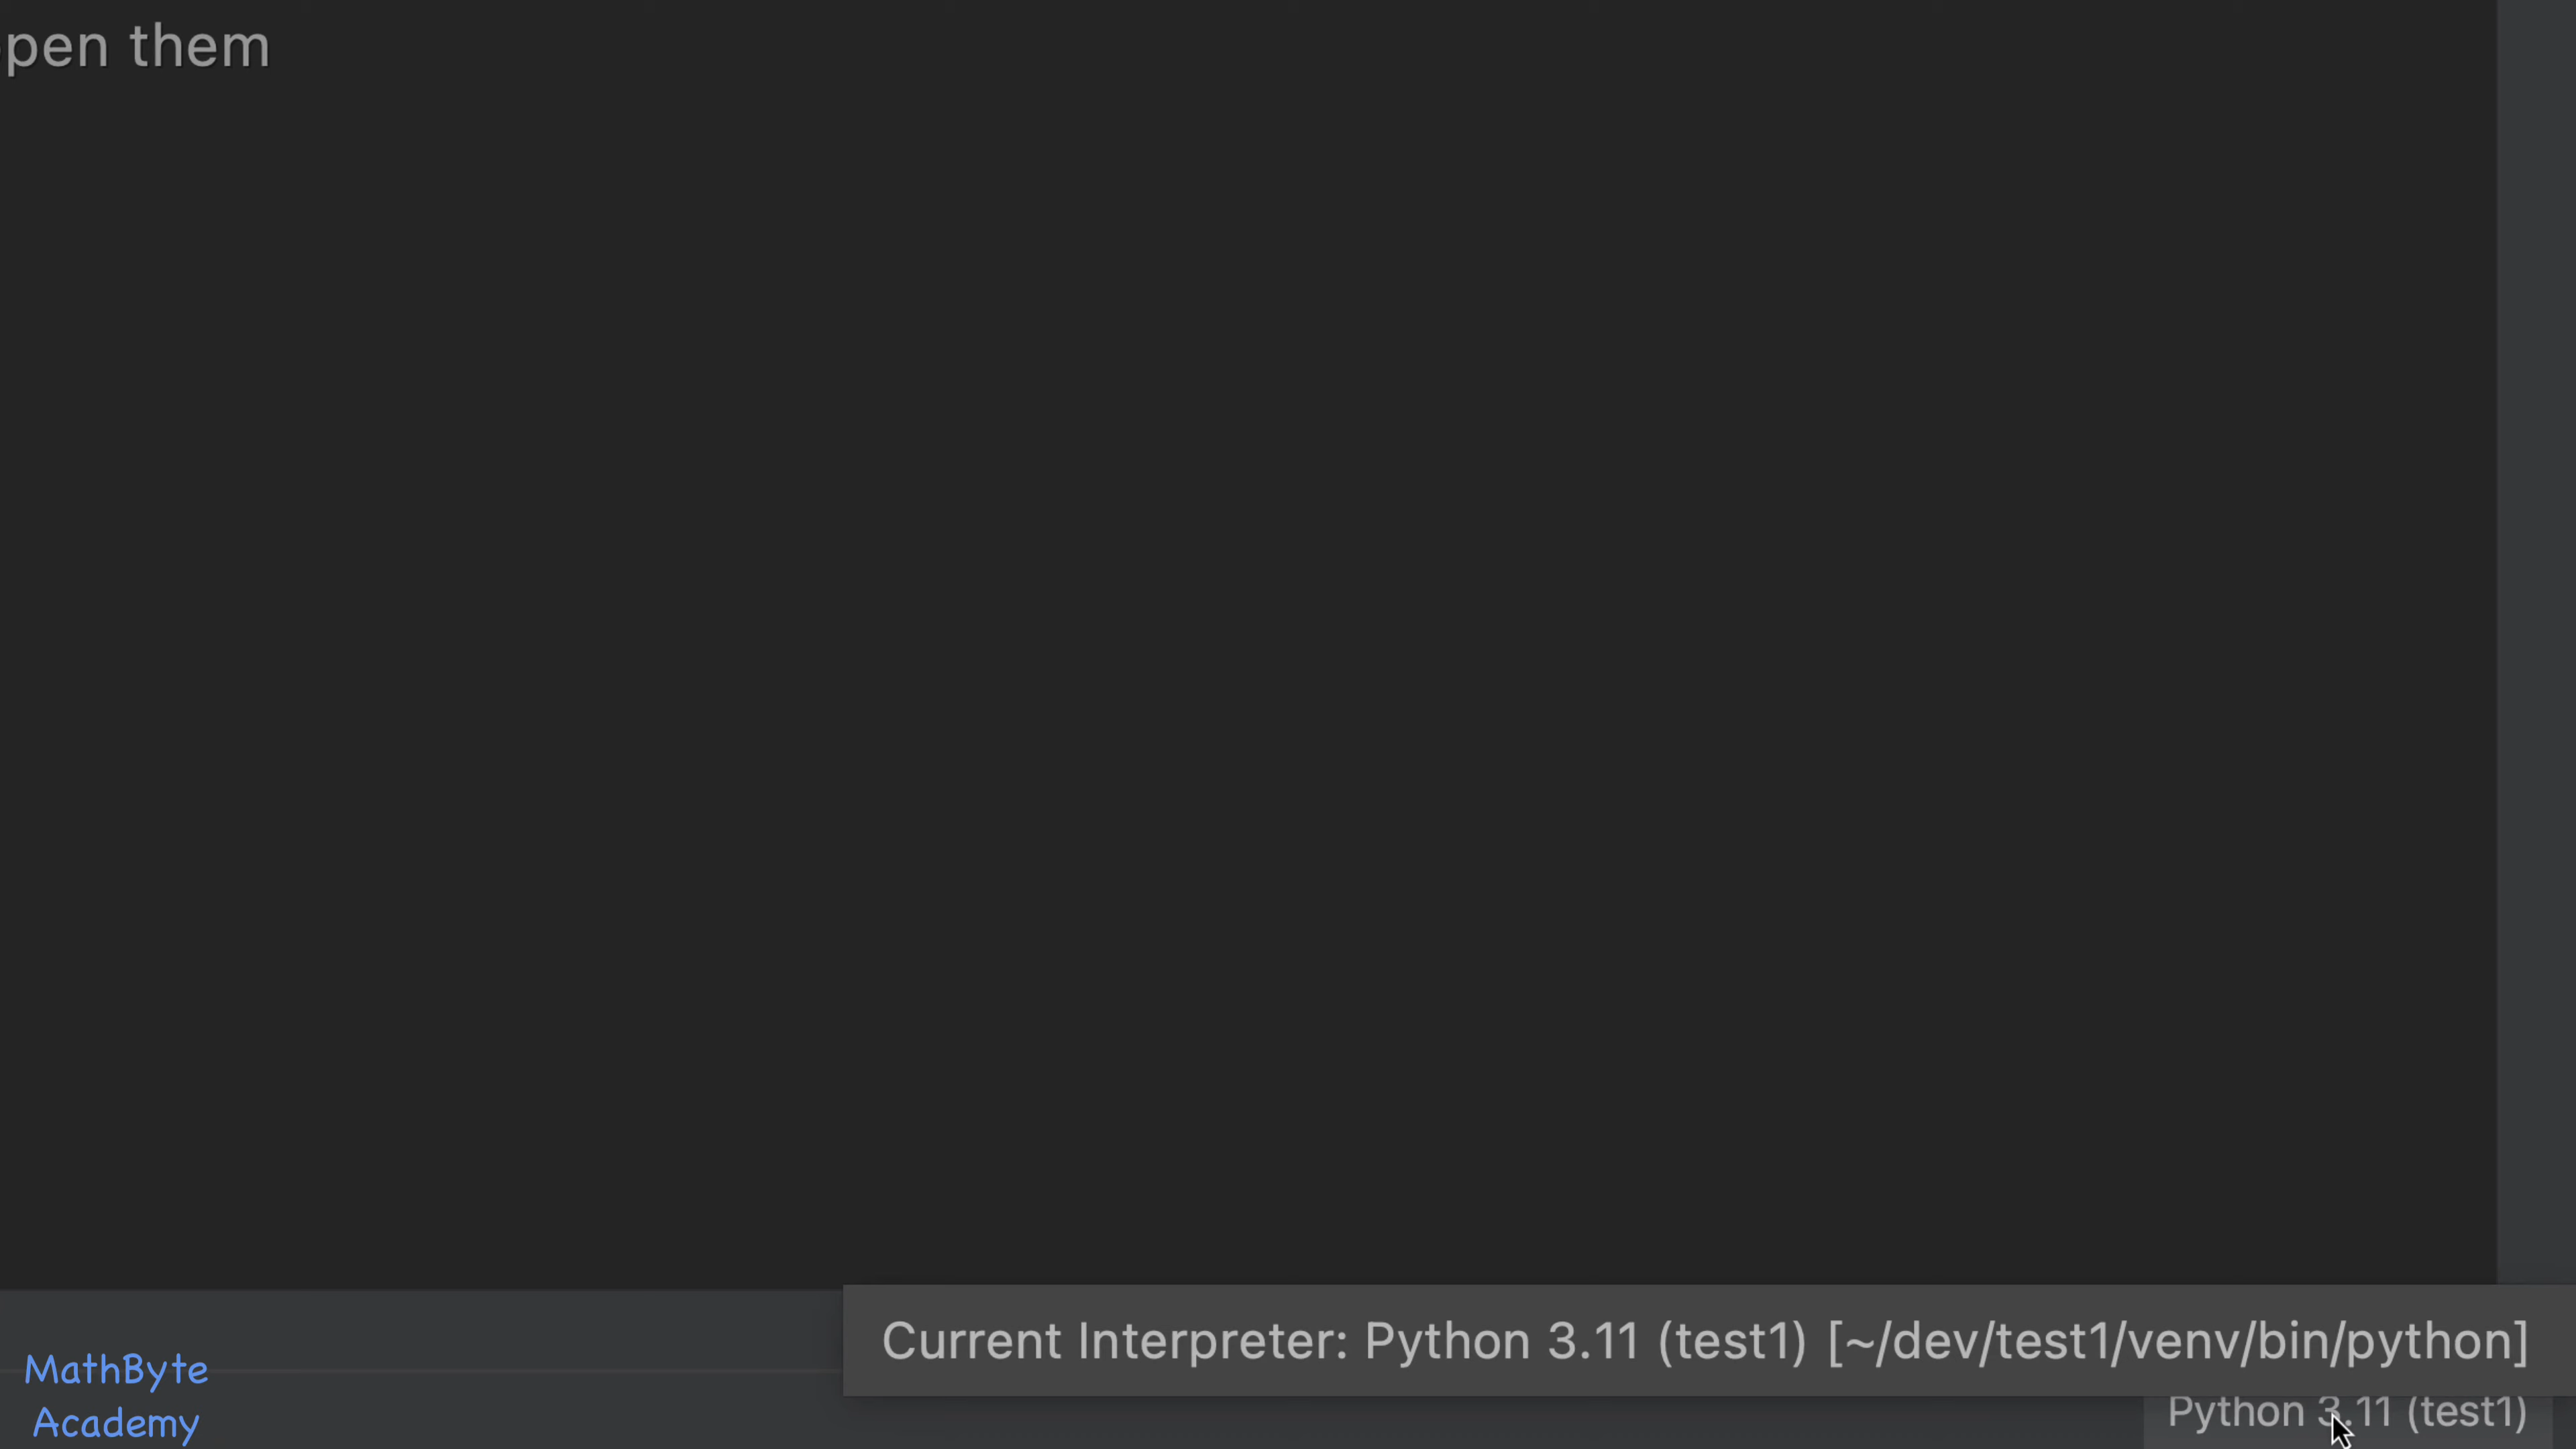 pen them
Current Interpreter: Python 3.11 (test1) [~/dev/test1/venv/bin/python]
Python 3.11 (test1)
MathByte
Academy